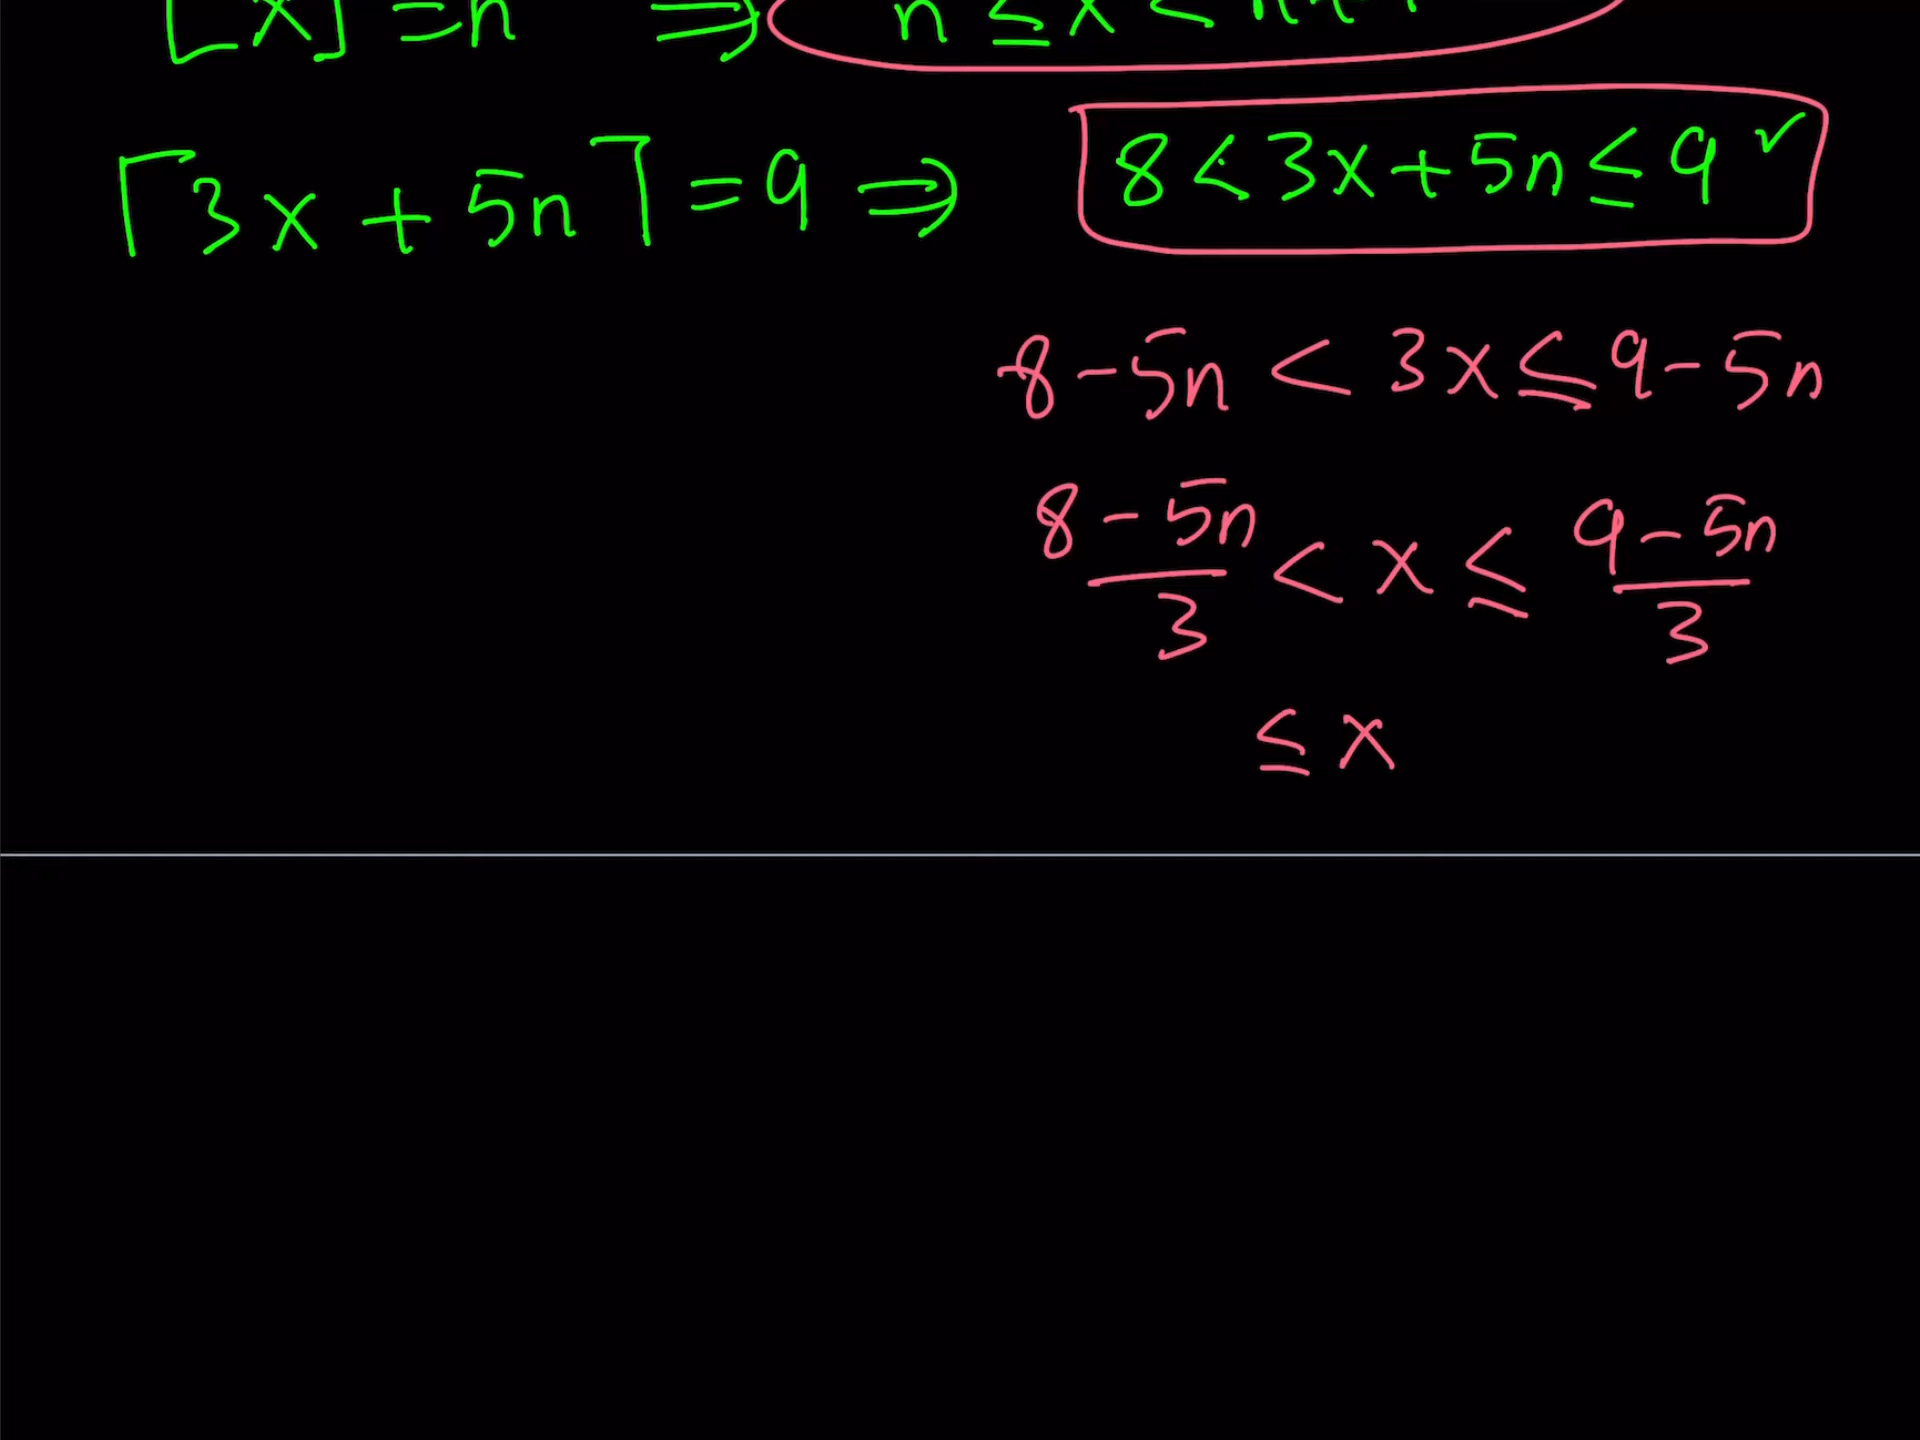 ⌊x⌋ = n ⇒ n ≤ x < n+1
⌈3x + 5n⌉ = 9 ⇒ 8 < 3x + 5n ≤ 9 ✓
8 - 5n < 3x ≤ 9 - 5n
(8 - 5n)/3 < x ≤ (9 - 5n)/3
≤ x